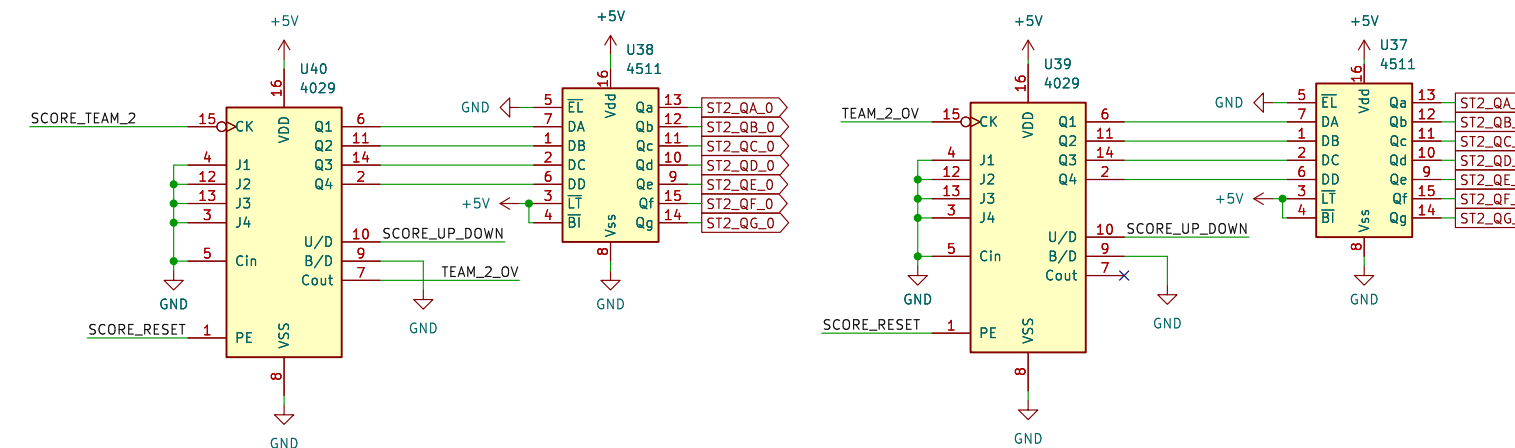 +5V
U40
4029
16
VDD
SCORE_TEAM_2
15
CK
4
J1
12
J2
13
J3
3
J4
5
Cin
GND
SCORE_RESET
1
PE
VSS
8
GND
Q1
6
Q2
11
Q3
14
Q4
2
U/D
10
SCORE_UP_DOWN
B/D
9
Cout
7
TEAM_2_OV
GND
+5V
U38
4511
16
Vdd
GND
5
EL
7
DA
1
DB
2
DC
6
DD
+5V
3
LT
4
BI
Vss
8
GND
Qa
13
ST2_QA_0
Qb
12
ST2_QB_0
Qc
11
ST2_QC_0
Qd
10
ST2_QD_0
Qe
9
ST2_QE_0
Qf
15
ST2_QF_0
Qg
14
ST2_QG_0
+5V
U39
4029
16
VDD
TEAM_2_OV
15
CK
4
J1
12
J2
13
J3
3
J4
5
Cin
GND
SCORE_RESET
1
PE
VSS
8
GND
Q1
6
Q2
11
Q3
14
Q4
2
U/D
10
SCORE_UP_DOWN
B/D
9
Cout
7
GND
+5V
U37
4511
16
Vdd
GND
5
EL
7
DA
1
DB
2
DC
6
DD
+5V
3
LT
4
BI
Vss
8
GND
Qa
13
ST2_QA_
Qb
12
ST2_QB_
Qc
11
ST2_QC_
Qd
10
ST2_QD_
Qe
9
ST2_QE_
Qf
15
ST2_QF_
Qg
14
ST2_QG_